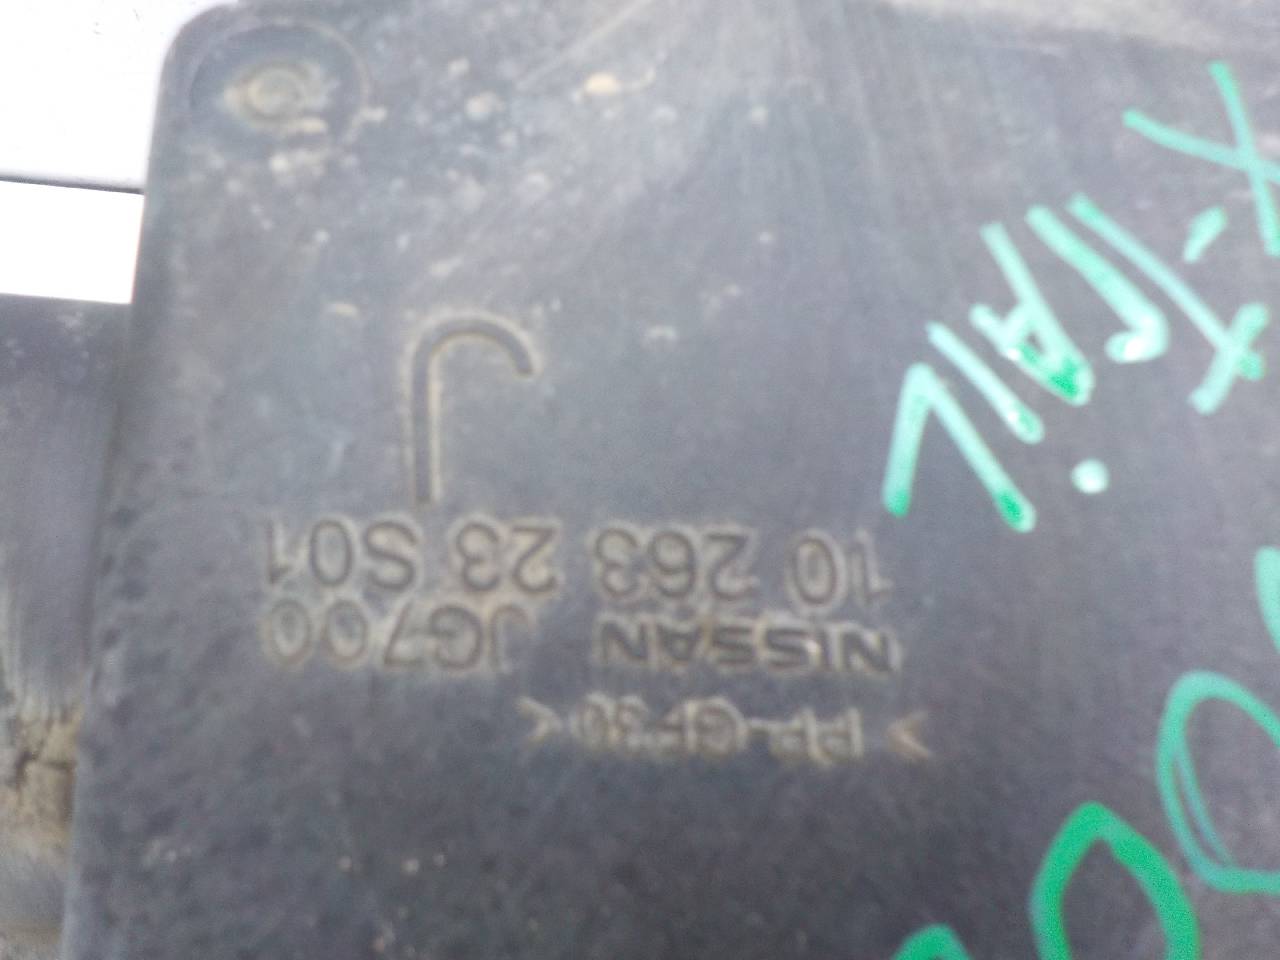 >PP-GF30<
NISSAN JG700
10 263 23 S01
J
X-TRAIL